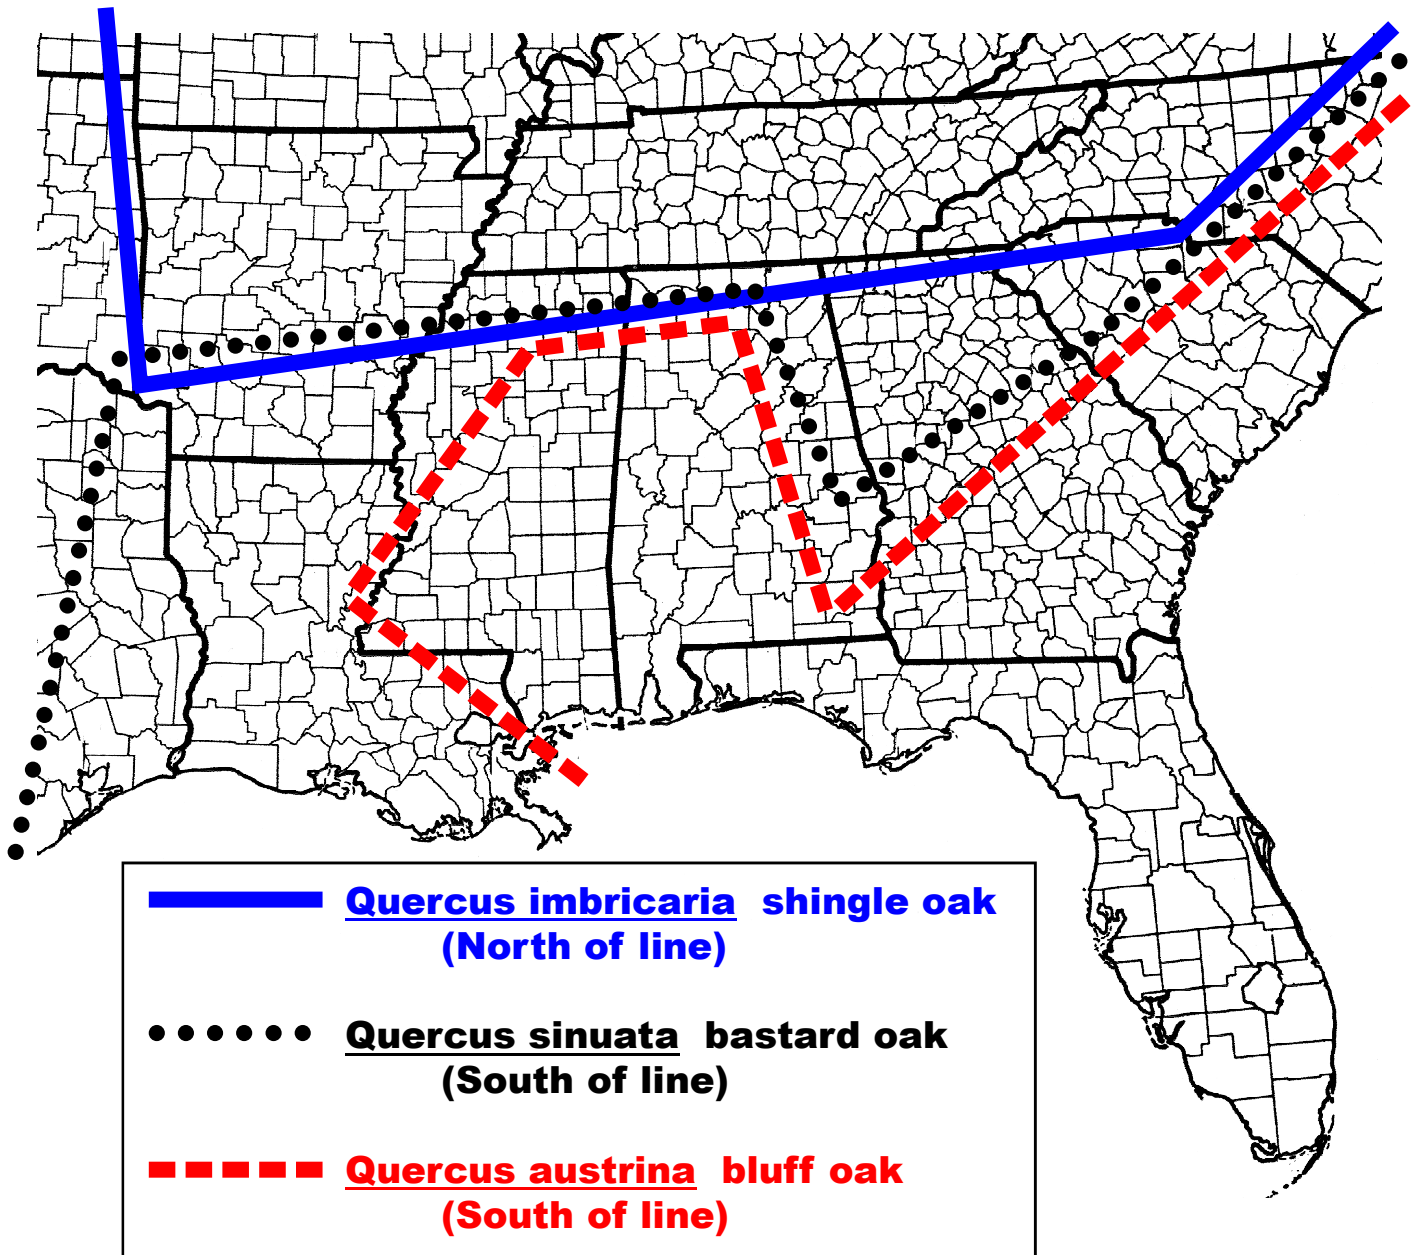 Quercus imbricaria shingle oak
(North of line)
Quercus sinuata bastard oak
(South of line)
Quercus austrina bluff oak
(South of line)